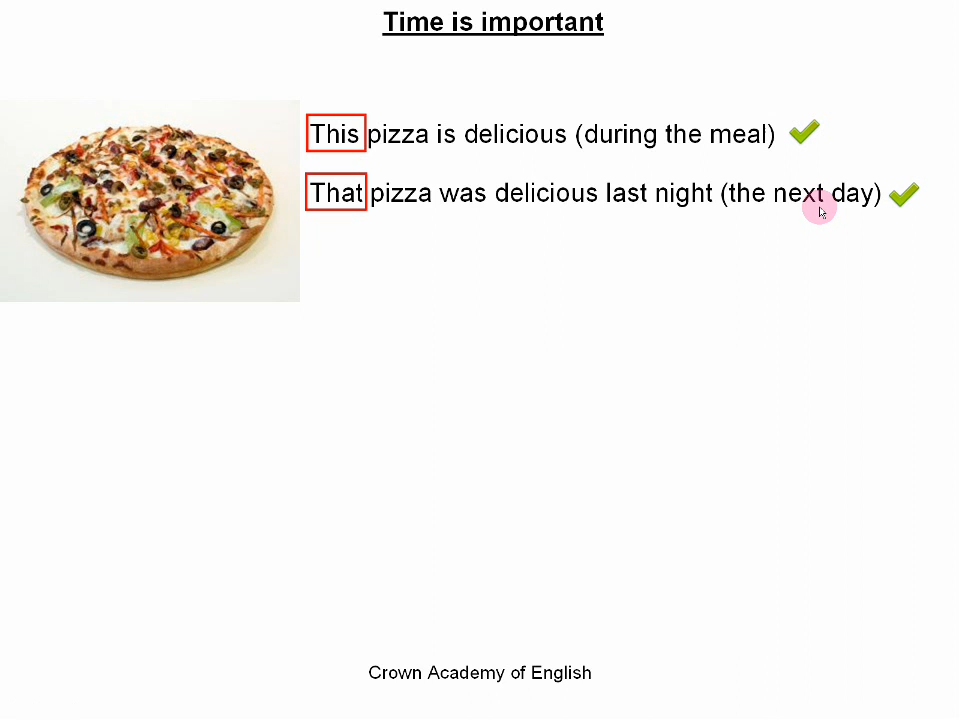 Time is important
This pizza is delicious (during the meal)
That pizza was delicious last night (the next day)
Crown Academy of English